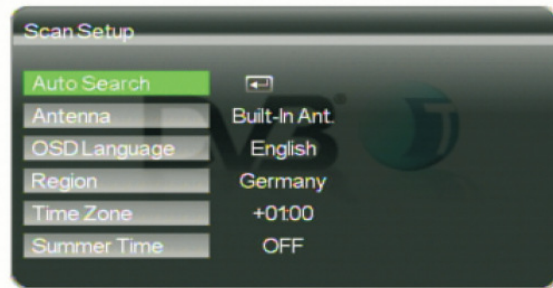 Scan Setup
Auto Search
Antenna Built-In Ant.
OSD Language English
Region Germany
Time Zone +01:00
Summer Time OFF
DVB T